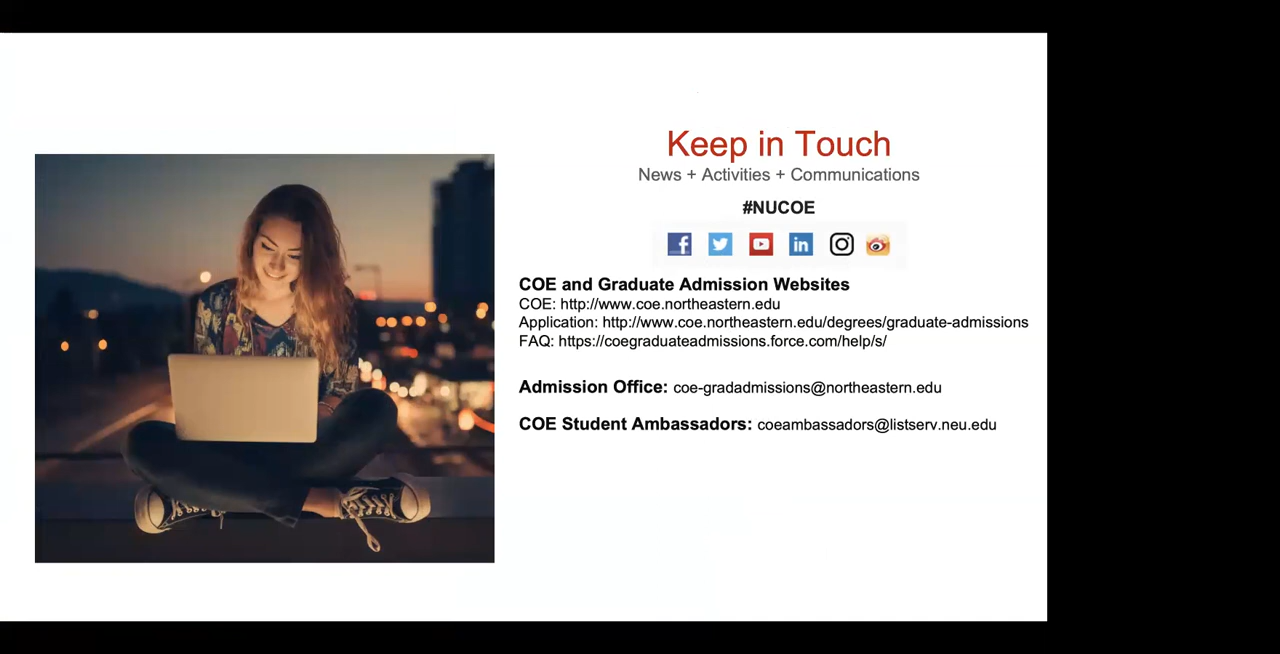 Keep in Touch
News + Activities + Communications
#NUCOE
COE and Graduate Admission Websites
COE: http://www.coe.northeastern.edu
Application: http://www.coe.northeastern.edu/degrees/graduate-admissions
FAQ: https://coegraduateadmissions.force.com/help/s/
Admission Office: coe-gradadmissions@northeastern.edu
COE Student Ambassadors: coeambassadors@listserv.neu.edu